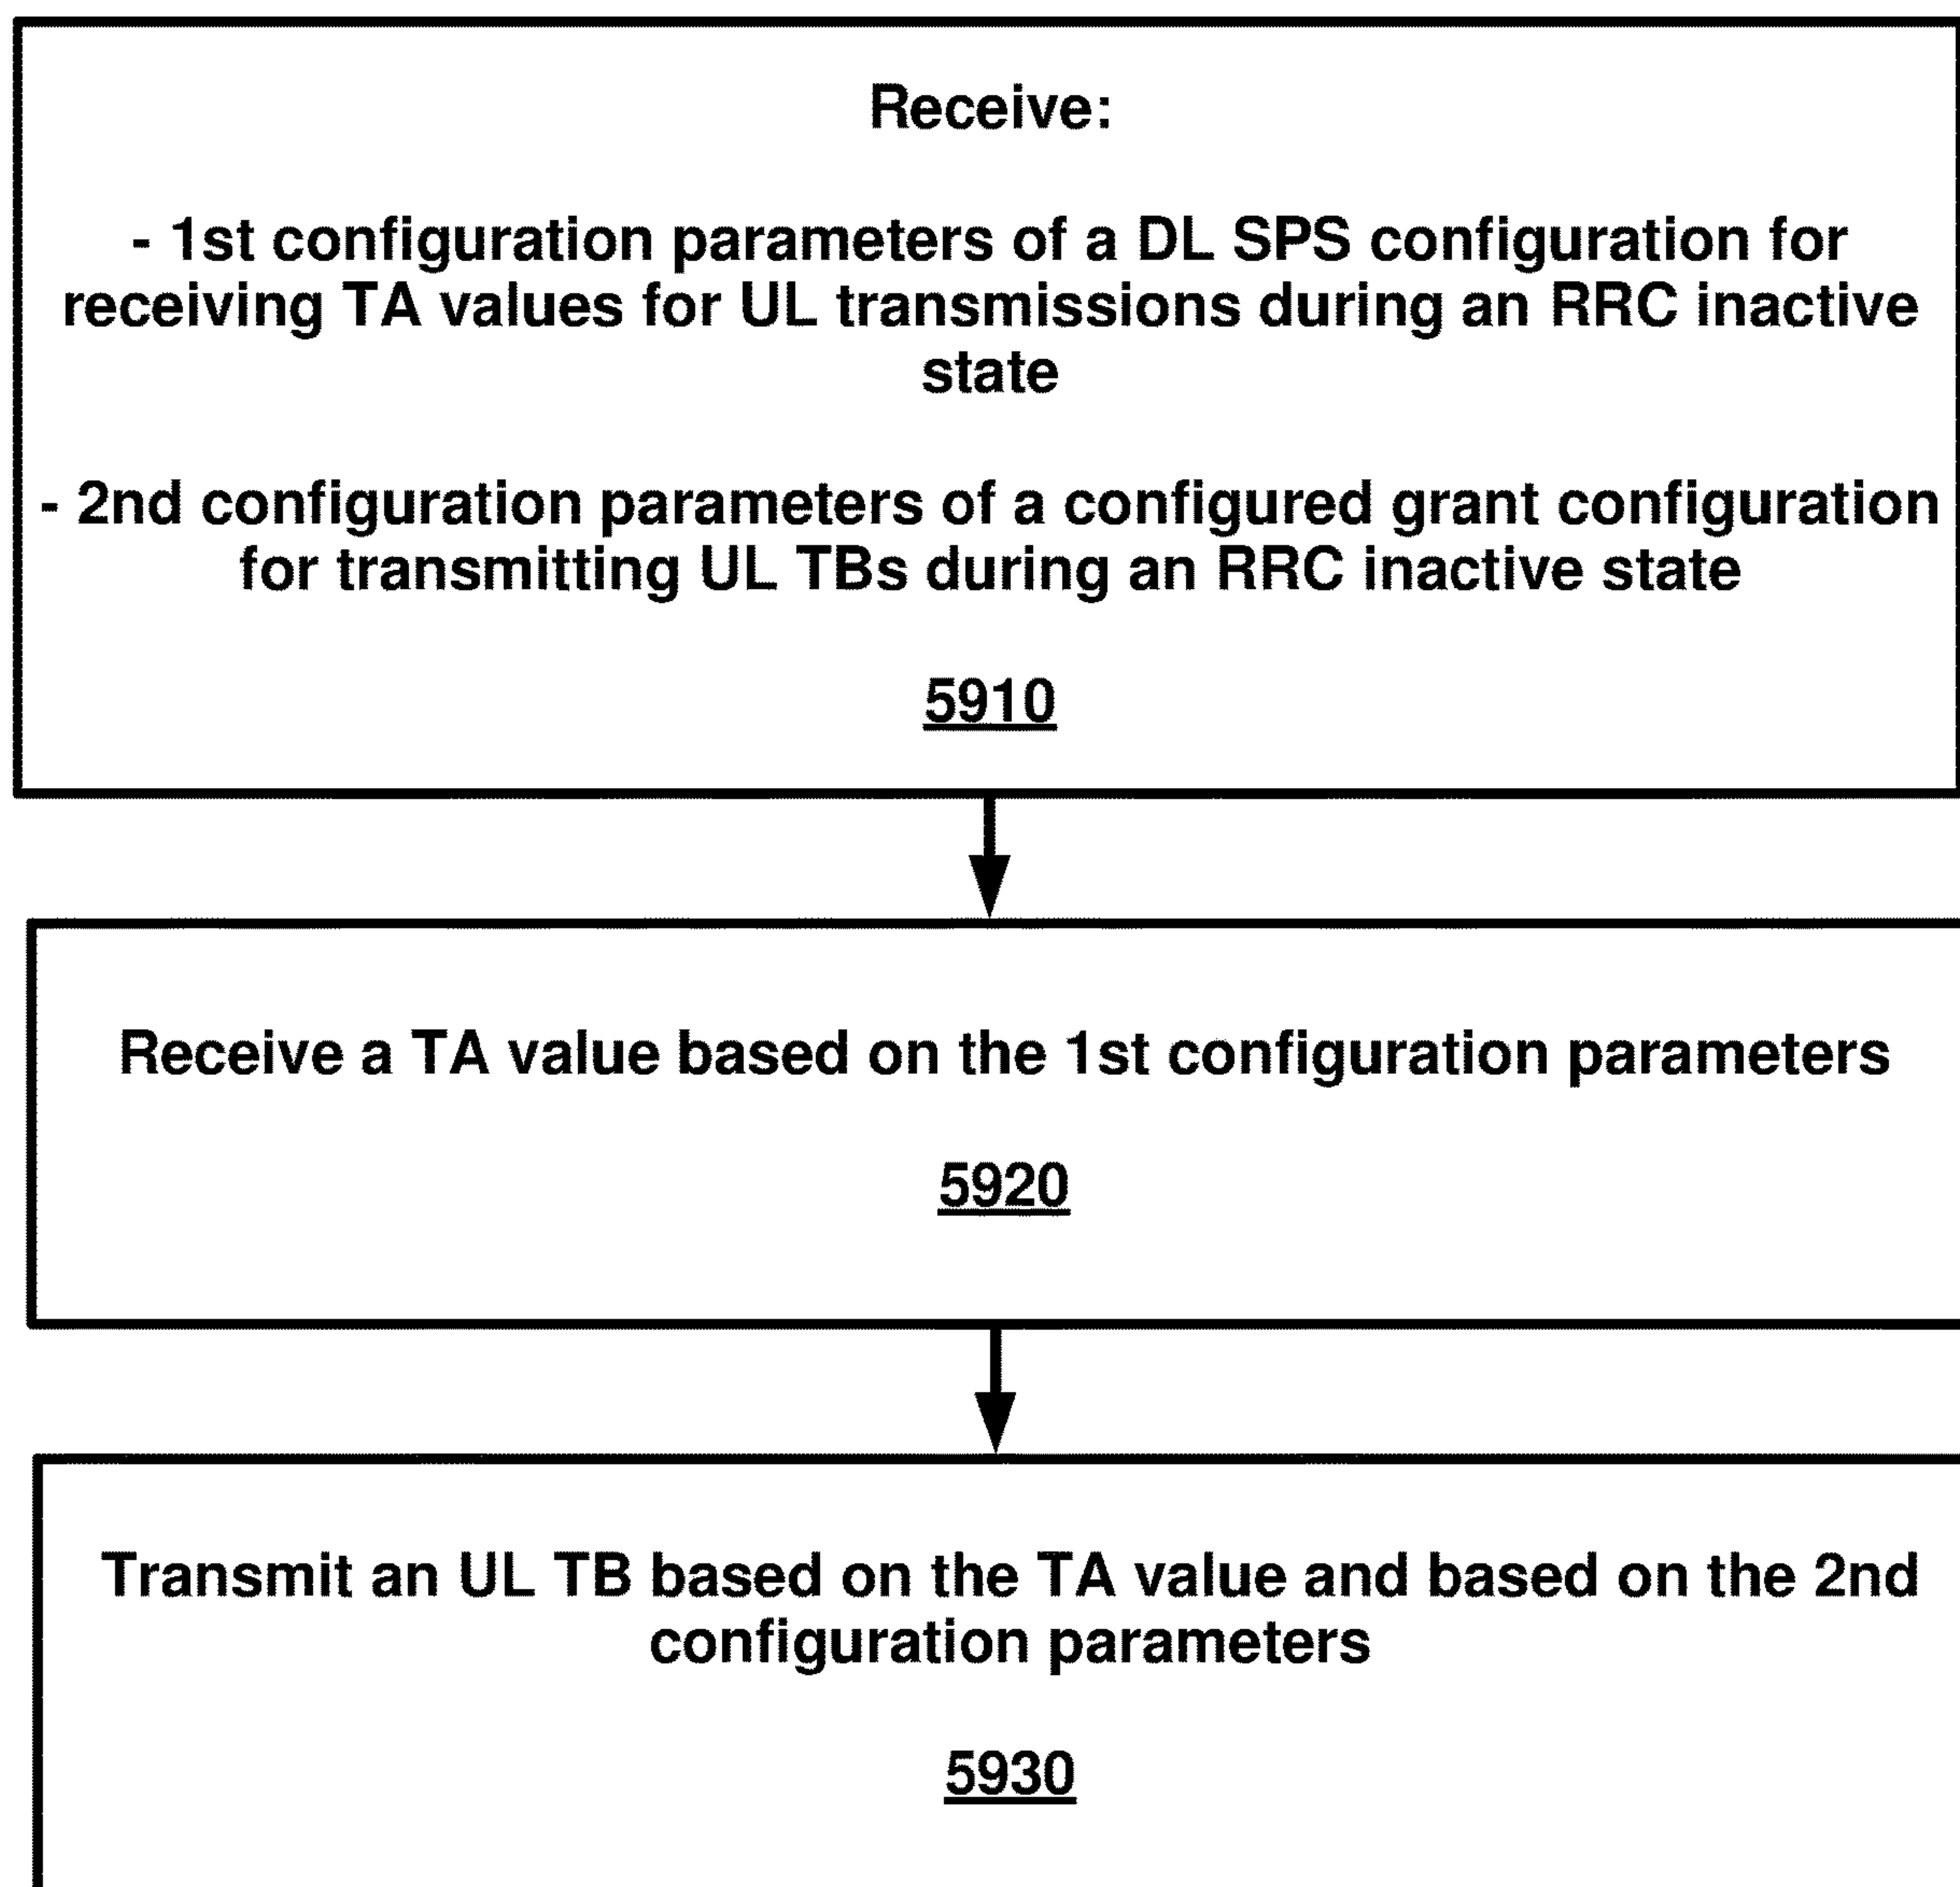 Receive:
- 1st configuration parameters of a DL SPS configuration for
receiving TA values for UL transmissions during an RRC inactive
state
- 2nd configuration parameters of a configured grant configuration
for transmitting UL TBs during an RRC inactive state
5910
Receive a TA value based on the 1st configuration parameters
5920
Transmit an UL TB based on the TA value and based on the 2nd
configuration parameters
5930